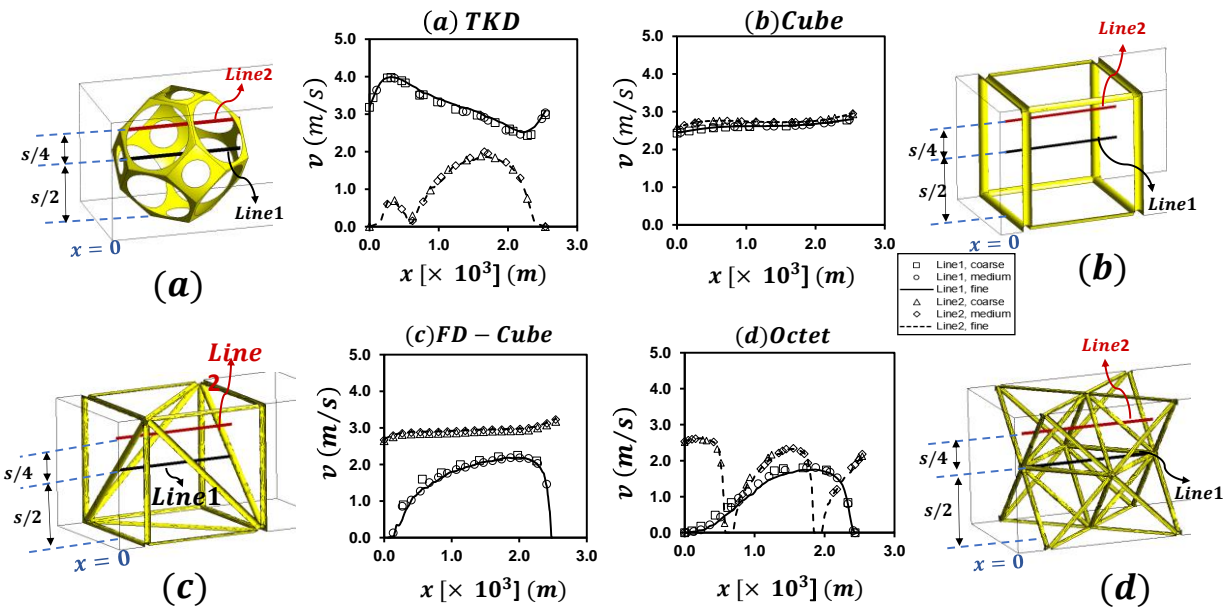 (a) TKD
(b)Cube
5.0
4.0
3.0
2.0
1.0
0.0
v (m/s)
0.0 1.0 2.0 3.0
x [× 10³] (m)
5.0
4.0
3.0
2.0
1.0
0.0
v (m/s)
0.0 1.0 2.0 3.0
x [× 10³] (m)
Line2
s/4
s/2
Line1
x = 0
(a)
Line2
s/4
s/2
Line1
x = 0
(b)
Line1, coarse
Line1, medium
Line1, fine
Line2, coarse
Line2, medium
Line2, fine
(c)FD − Cube
(d)Octet
5.0
4.0
3.0
2.0
1.0
0.0
v (m/s)
0.0 1.0 2.0 3.0
x [× 10³] (m)
5.0
4.0
3.0
2.0
1.0
0.0
v (m/s)
0.0 1.0 2.0 3.0
x [× 10³] (m)
Line
2
s/4
s/2
Line1
x = 0
(c)
Line2
s/4
s/2
Line1
x = 0
(d)